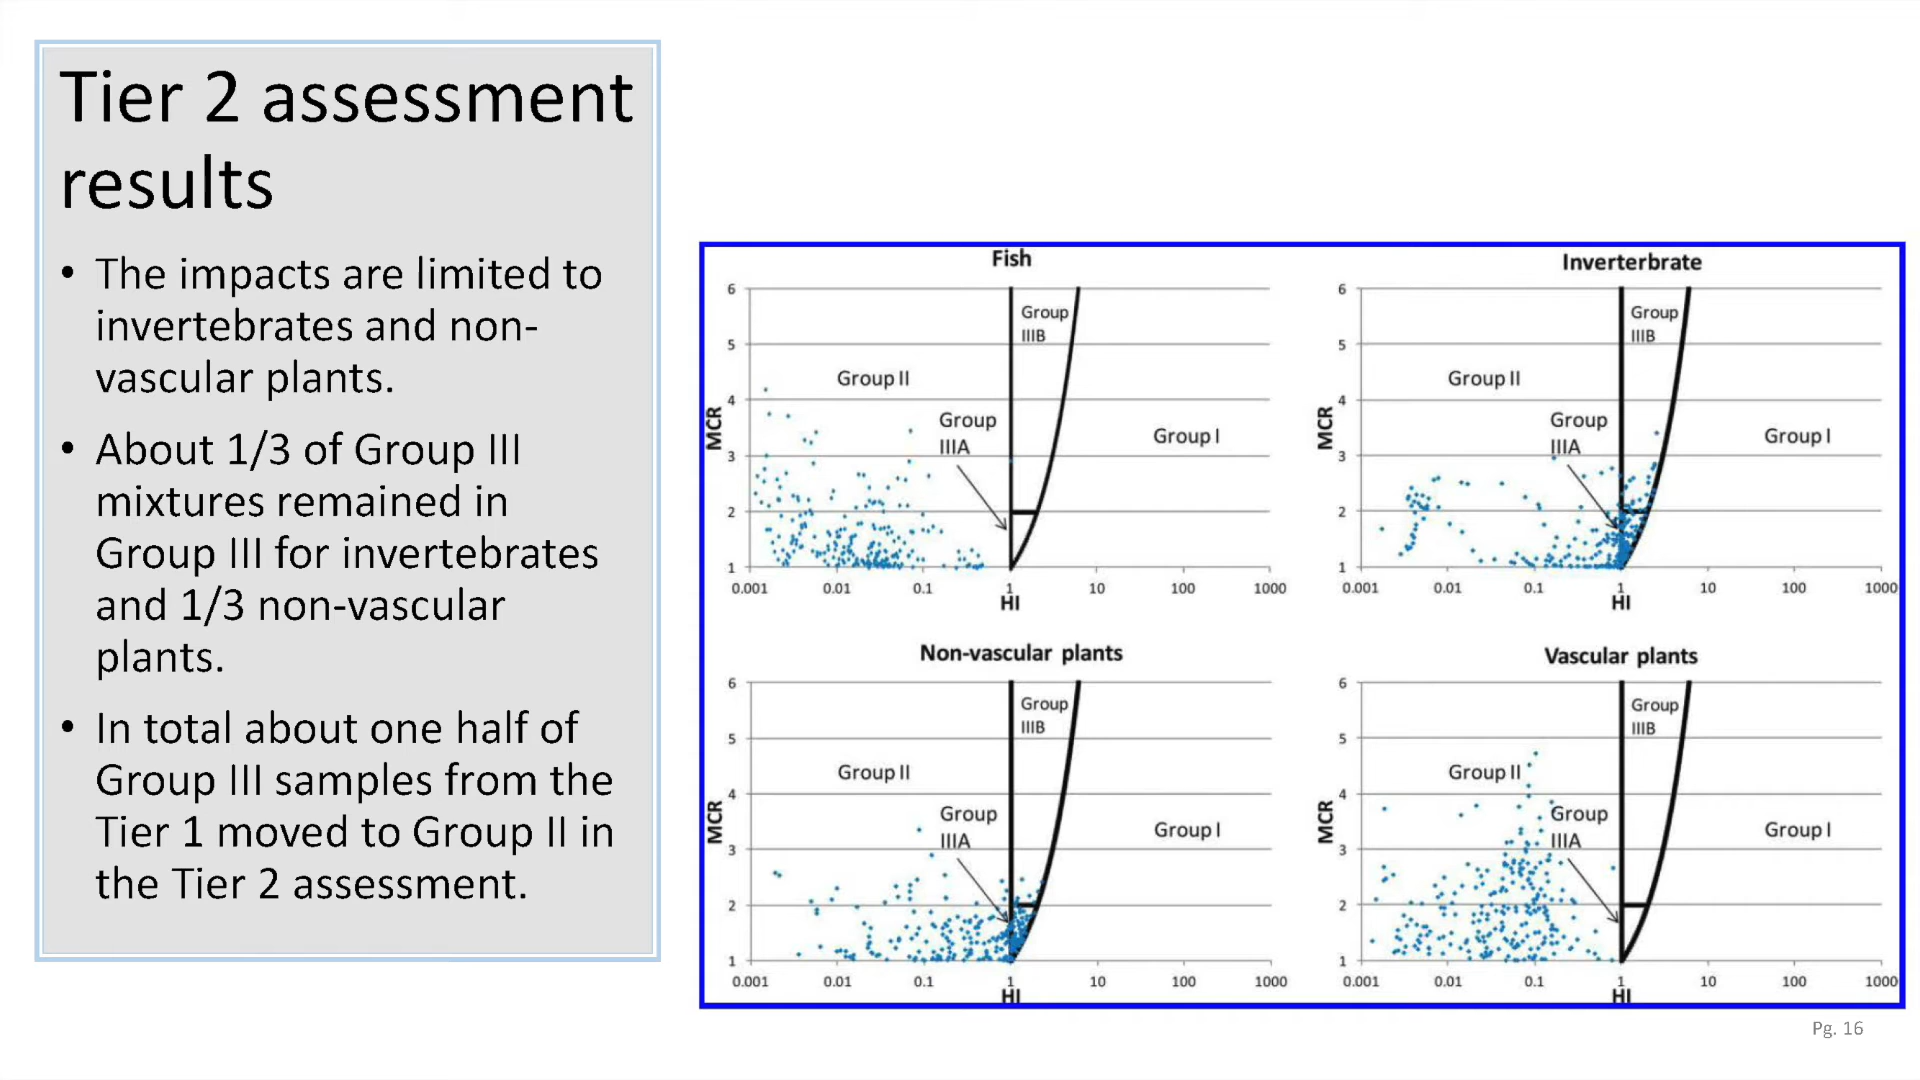 Tier 2 assessment
results
• The impacts are limited to
invertebrates and non-
vascular plants.
• About 1/3 of Group III
mixtures remained in
Group III for invertebrates
and 1/3 non-vascular
plants.
• In total about one half of
Group III samples from the
Tier 1 moved to Group II in
the Tier 2 assessment.
Fish
6
5
4
3
2
1
MCR
Group
IIIB
Group II
Group
IIIA
Group I
0.001 0.01 0.1 1 10 100 1000
HI
Inverterbrate
6
5
4
3
2
1
MCR
Group
IIIB
Group II
Group
IIIA
Group I
0.001 0.01 0.1 1 10 100 1000
HI
Non-vascular plants
6
5
4
3
2
1
MCR
Group
IIIB
Group II
Group
IIIA
Group I
0.001 0.01 0.1 1 10 100 1000
HI
Vascular plants
6
5
4
3
2
1
MCR
Group
IIIB
Group II
Group
IIIA
Group I
0.001 0.01 0.1 1 10 100 1000
HI
Pg. 16